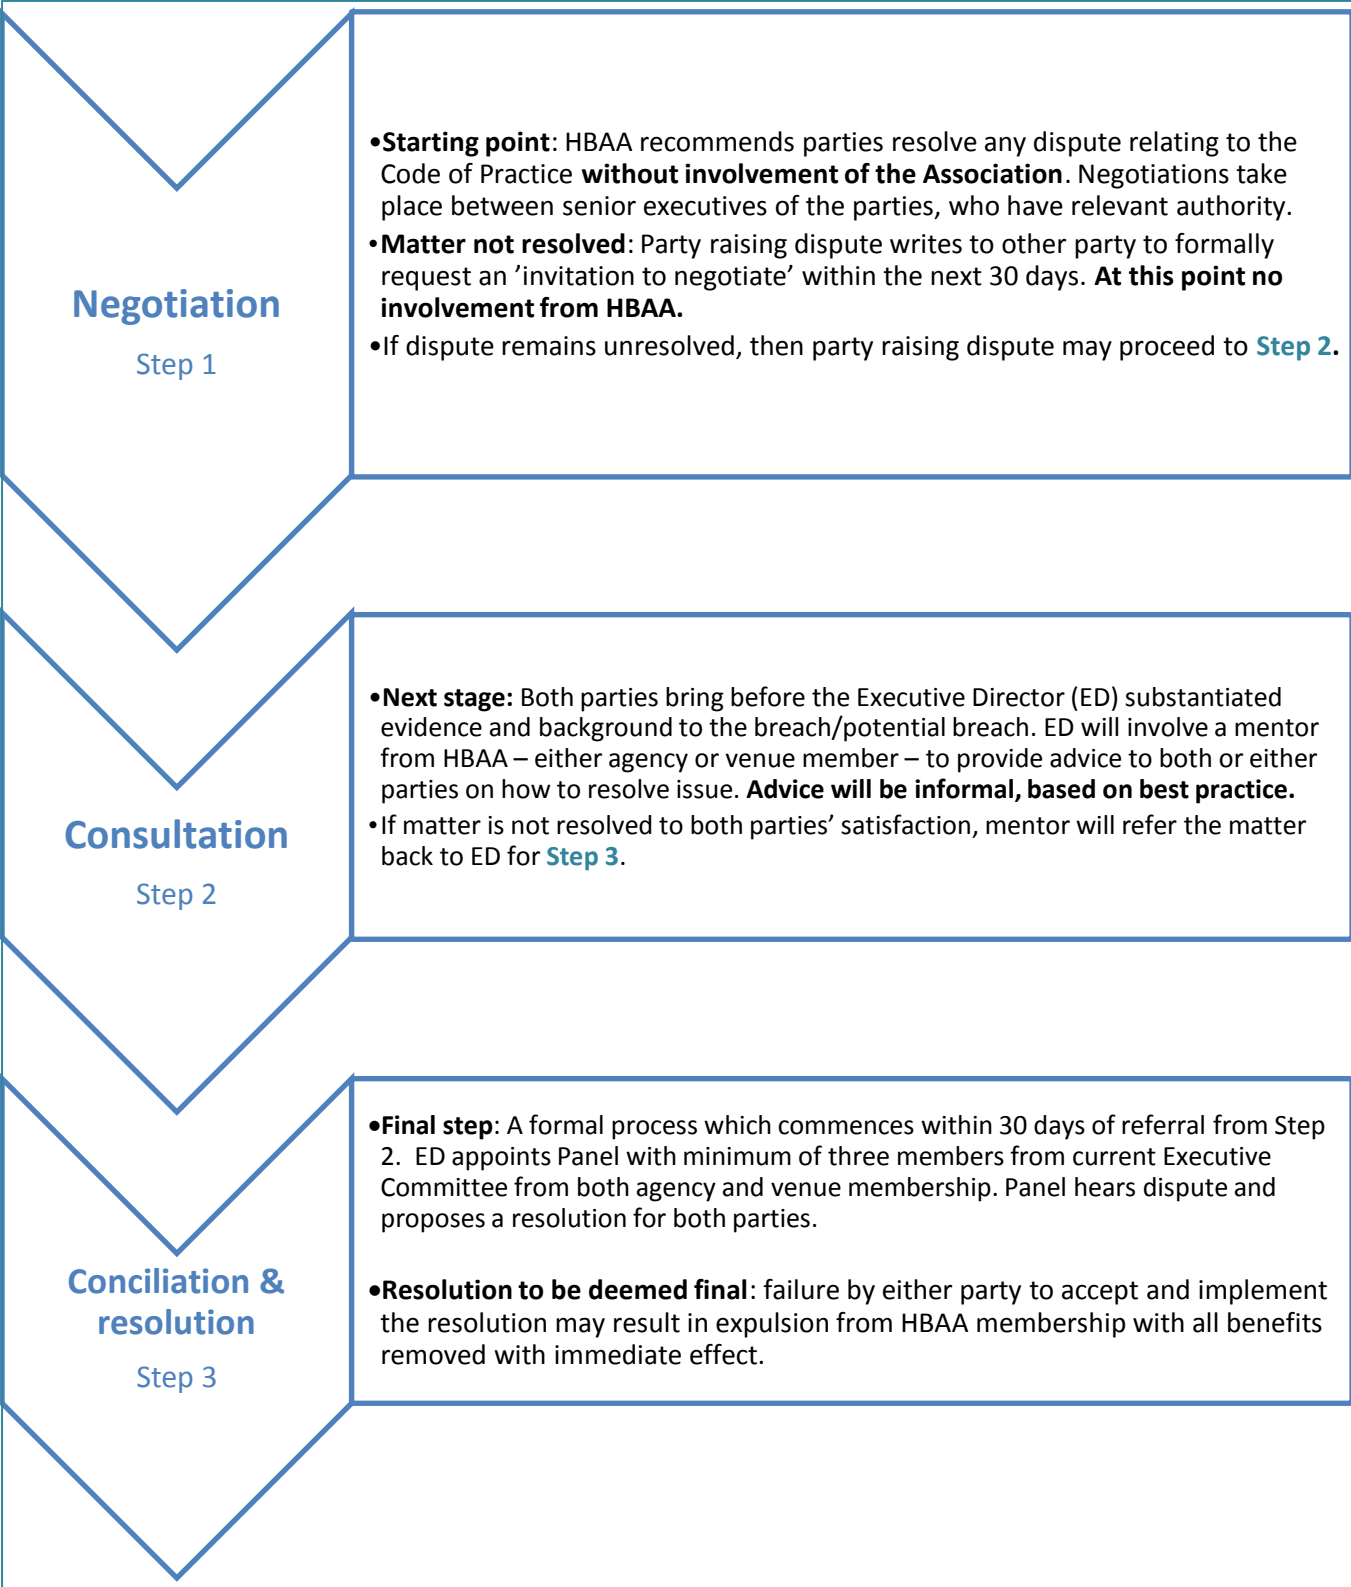 •Starting point: HBAA recommends parties resolve any dispute relating to the
Code of Practice without involvement of the Association. Negotiations take
place between senior executives of the parties, who have relevant authority.
•Matter not resolved: Party raising dispute writes to other party to formally
request an ’invitation to negotiate’ within the next 30 days. At this point no
involvement from HBAA.
•If dispute remains unresolved, then party raising dispute may proceed to Step 2.
Negotiation
Step 1
•Next stage: Both parties bring before the Executive Director (ED) substantiated
evidence and background to the breach/potential breach. ED will involve a mentor
from HBAA – either agency or venue member – to provide advice to both or either
parties on how to resolve issue. Advice will be informal, based on best practice.
•If matter is not resolved to both parties’ satisfaction, mentor will refer the matter
back to ED for Step 3.
Consultation
Step 2
•Final step: A formal process which commences within 30 days of referral from Step
2. ED appoints Panel with minimum of three members from current Executive
Committee from both agency and venue membership. Panel hears dispute and
proposes a resolution for both parties.
•Resolution to be deemed final: failure by either party to accept and implement
the resolution may result in expulsion from HBAA membership with all benefits
removed with immediate effect.
Conciliation &
resolution
Step 3